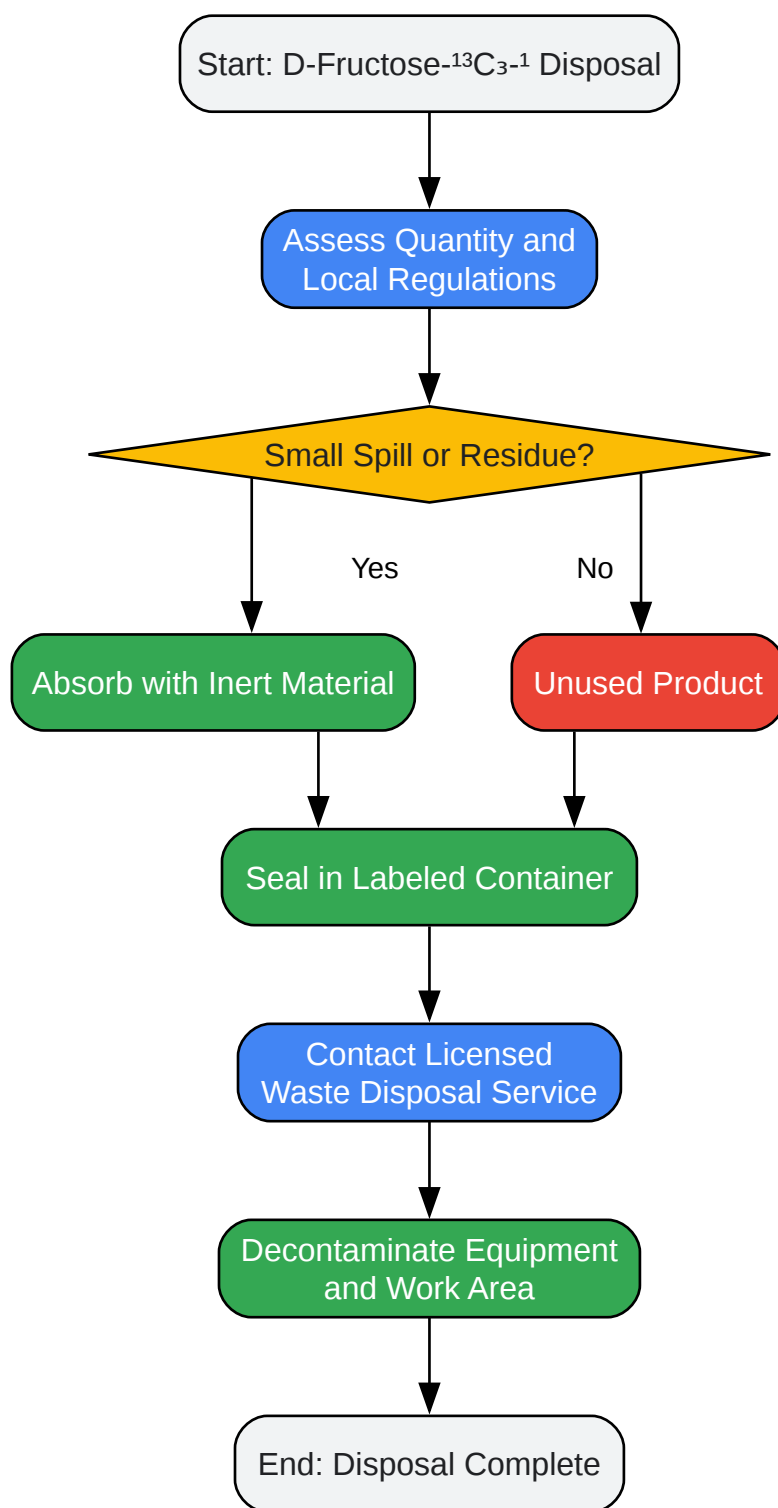 Start: D-Fructose-¹³C₃-¹ Disposal
Assess Quantity and
Local Regulations
Small Spill or Residue?
Yes
No
Absorb with Inert Material
Unused Product
Seal in Labeled Container
Contact Licensed
Waste Disposal Service
Decontaminate Equipment
and Work Area
End: Disposal Complete